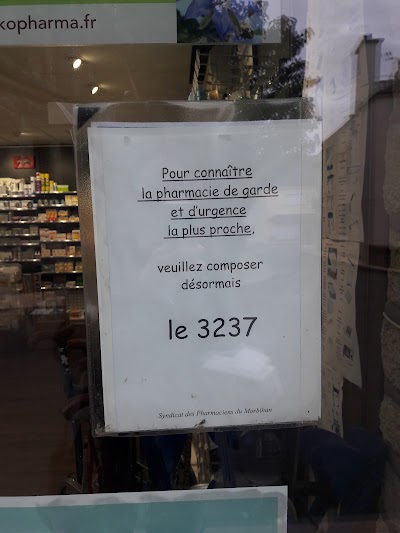 kopharma.fr
Pour connaître
la pharmacie de garde
et d'urgence
la plus proche,
veuillez composer
désormais
le 3237
Syndicat des Pharmaciens du Morbihan